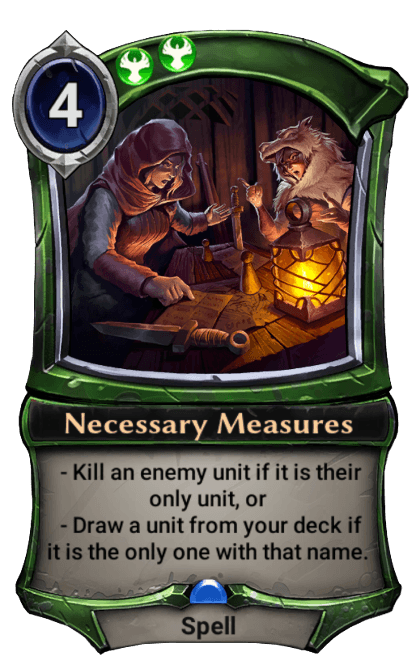 4
Necessary Measures
- Kill an enemy unit if it is their
only unit, or
- Draw a unit from your deck if
it is the only one with that name.
Spell